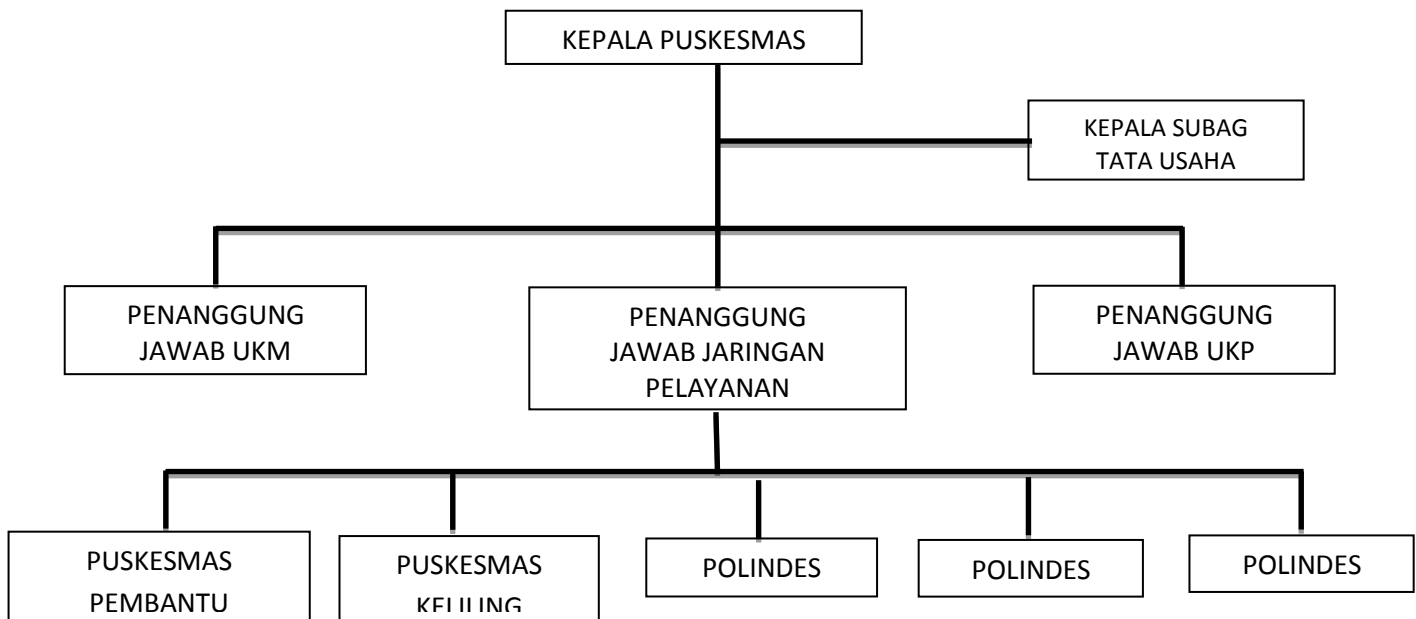 KEPALA PUSKESMAS
KEPALA SUBAG
TATA USAHA
PENANGGUNG
JAWAB UKM
PENANGGUNG
JAWAB JARINGAN
PELAYANAN
PENANGGUNG
JAWAB UKP
PUSKESMAS
PEMBANTU
PUSKESMAS
KELILING
POLINDES
POLINDES
POLINDES